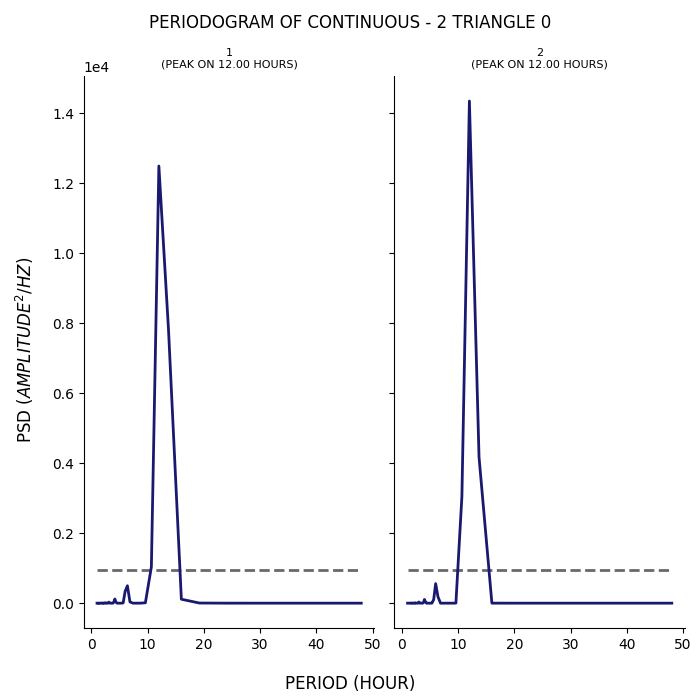 PERIODOGRAM OF CONTINUOUS - 2 TRIANGLE 0
1
(PEAK ON 12.00 HOURS)
2
(PEAK ON 12.00 HOURS)
1e4
1.4
1.2
1.0
0.8
0.6
0.4
0.2
0.0
PSD (AMPLITUDE²/HZ)
0 10 20 30 40 50
0 10 20 30 40 50
PERIOD (HOUR)